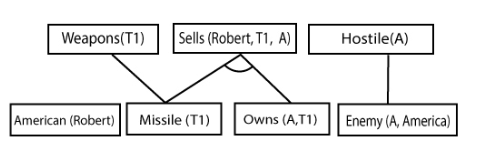 Weapons(T1)
Sells (Robert, T1, A)
Hostile(A)
American (Robert)
Missile (T1)
Owns (A,T1)
Enemy (A, America)